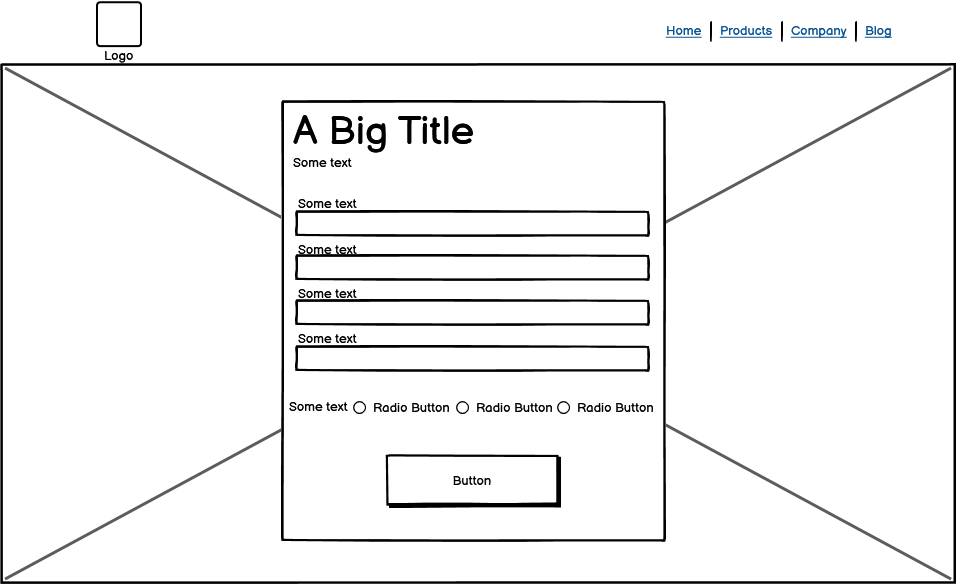 Home Products Company Blog
Logo
A Big Title
Some text
Some text
Some text
Some text
Some text
Some text Radio Button Radio Button Radio Button
Button